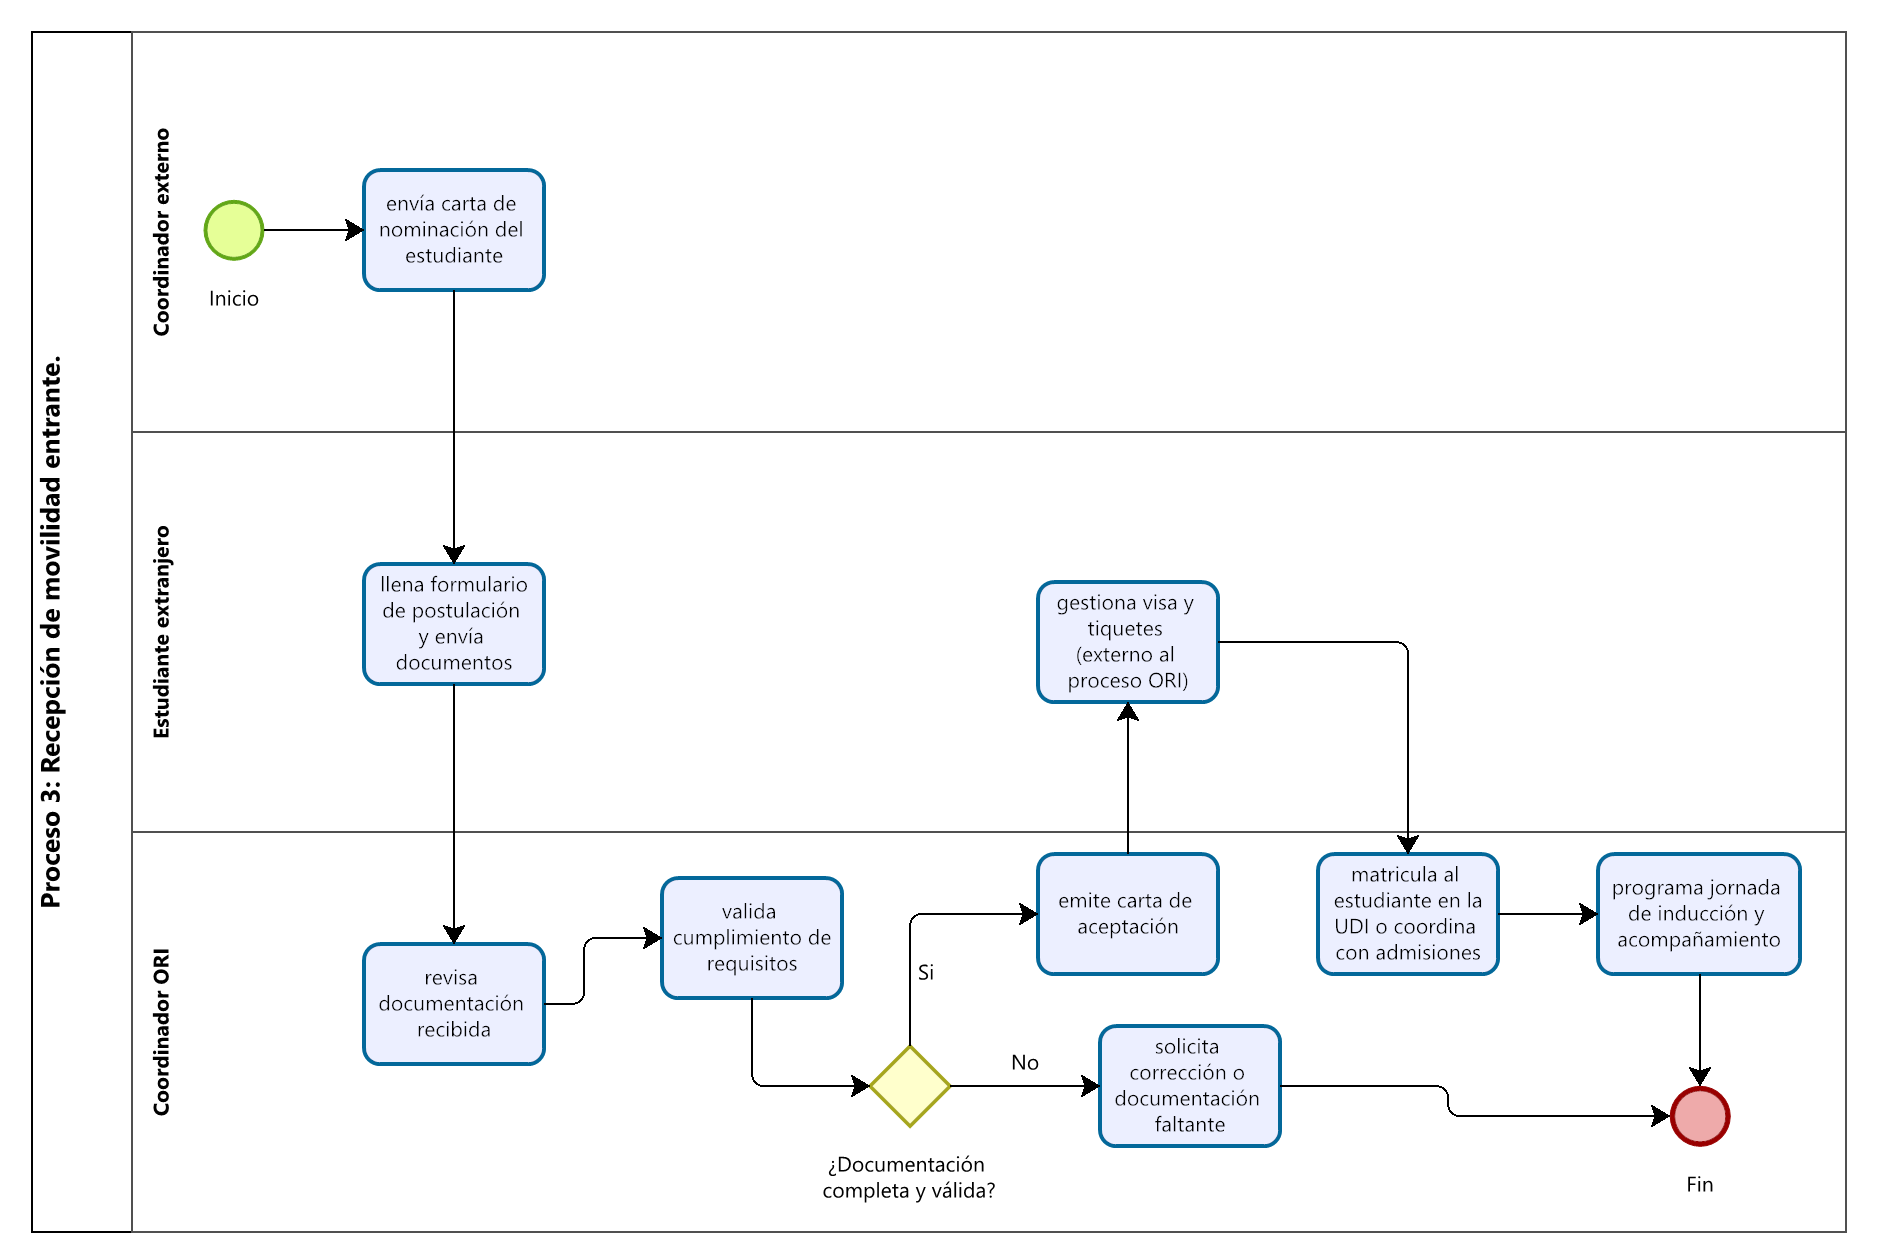 Proceso 3: Recepción de movilidad entrante.
Coordinador externo
Inicio
envía carta de
nominación del
estudiante
Estudiante extranjero
llena formulario
de postulación
y envía
documentos
gestiona visa y
tiquetes
(externo al
proceso ORI)
Coordinador ORI
revisa
documentación
recibida
valida
cumplimiento de
requisitos
¿Documentación
completa y válida?
Si
emite carta de
aceptación
No
solicita
corrección o
documentación
faltante
matricula al
estudiante en la
UDI o coordina
con admisiones
programa jornada
de inducción y
acompañamiento
Fin